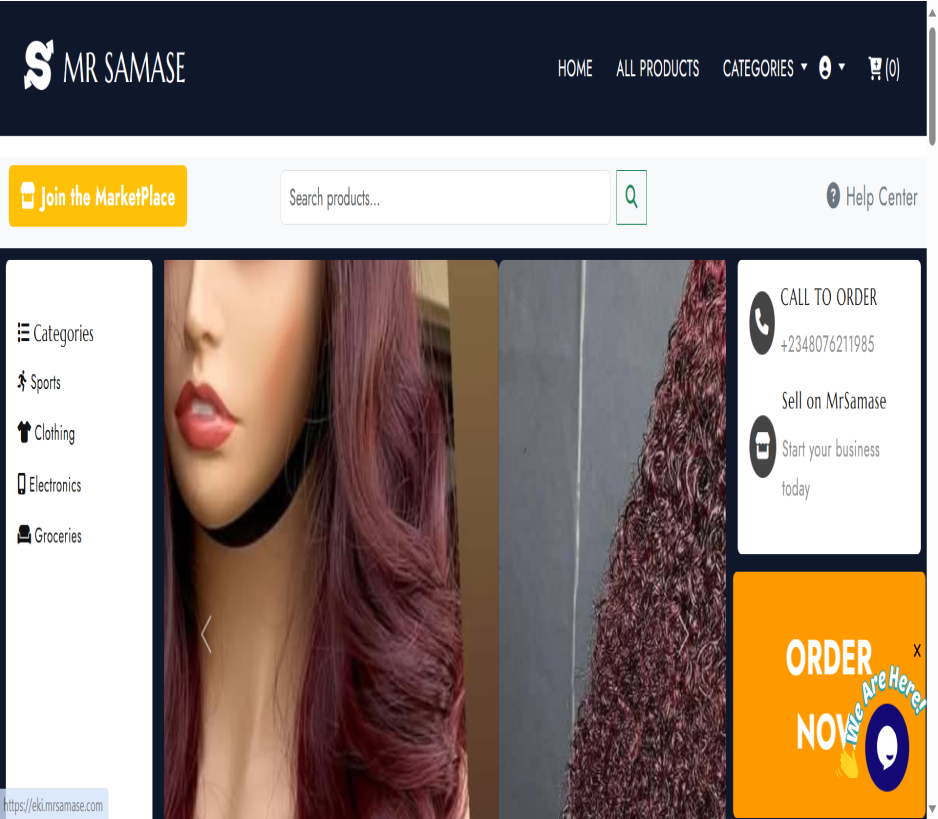 MR SAMASE
HOME
ALL PRODUCTS
CATEGORIES
(0)
Join the MarketPlace
Search products...
Help Center
Categories
Sports
Clothing
Electronics
Groceries
CALL TO ORDER
+2348076211985
Sell on MrSamase
Start your business
today
ORDER
NOW
X
We Are Here!
https://eki.mrsamase.com